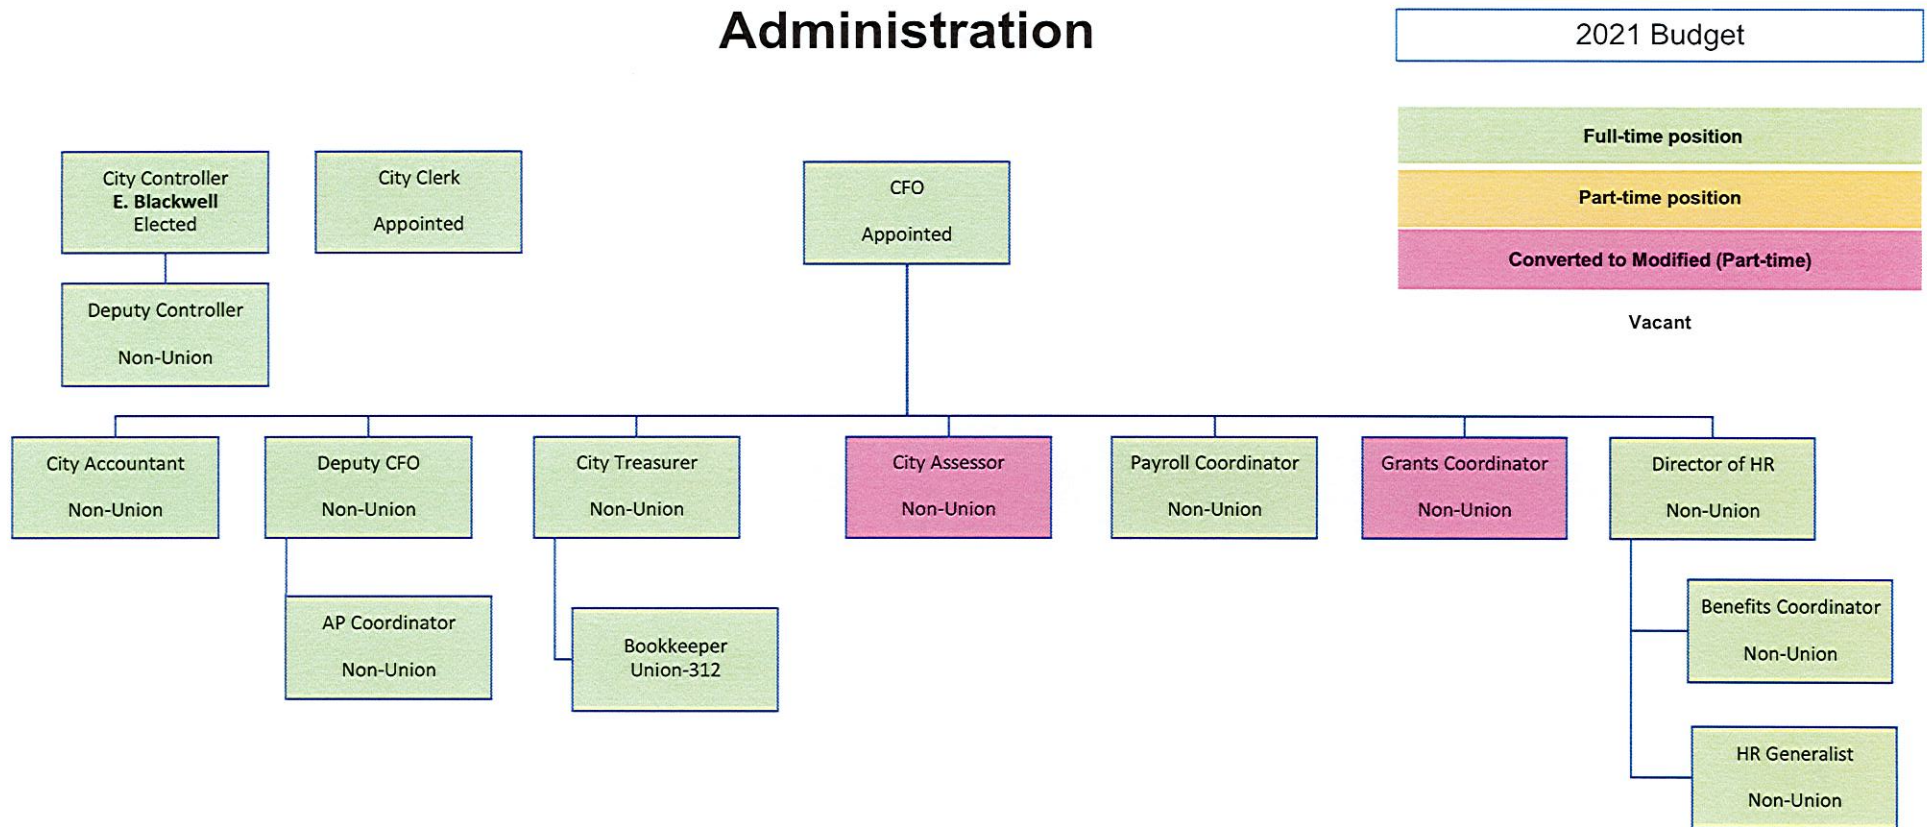 Administration
2021 Budget
Full-time position
Part-time position
Converted to Modified (Part-time)
Vacant
City Controller
E. Blackwell
Elected
City Clerk
Appointed
CFO
Appointed
Deputy Controller
Non-Union
City Accountant
Non-Union
Deputy CFO
Non-Union
City Treasurer
Non-Union
City Assessor
Non-Union
Payroll Coordinator
Non-Union
Grants Coordinator
Non-Union
Director of HR
Non-Union
AP Coordinator
Non-Union
Bookkeeper
Union-312
Benefits Coordinator
Non-Union
HR Generalist
Non-Union